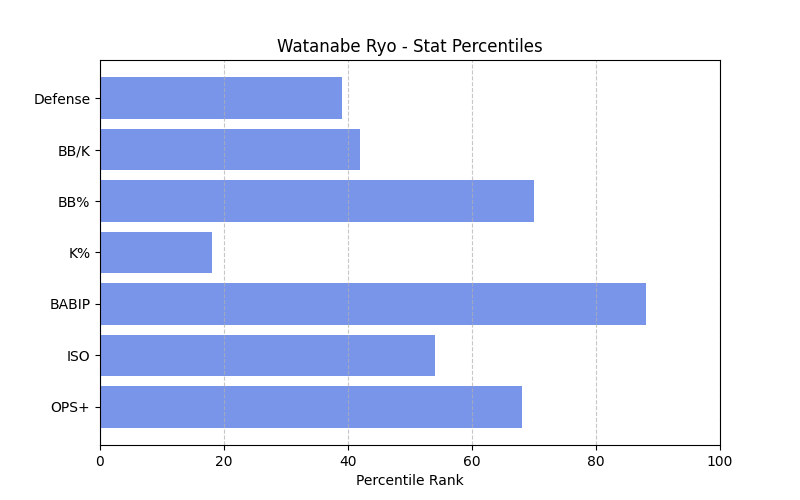 Watanabe Ryo - Stat Percentiles
Defense
BB/K
BB%
K%
BABIP
ISO
OPS+
0 20 40 60 80 100
Percentile Rank